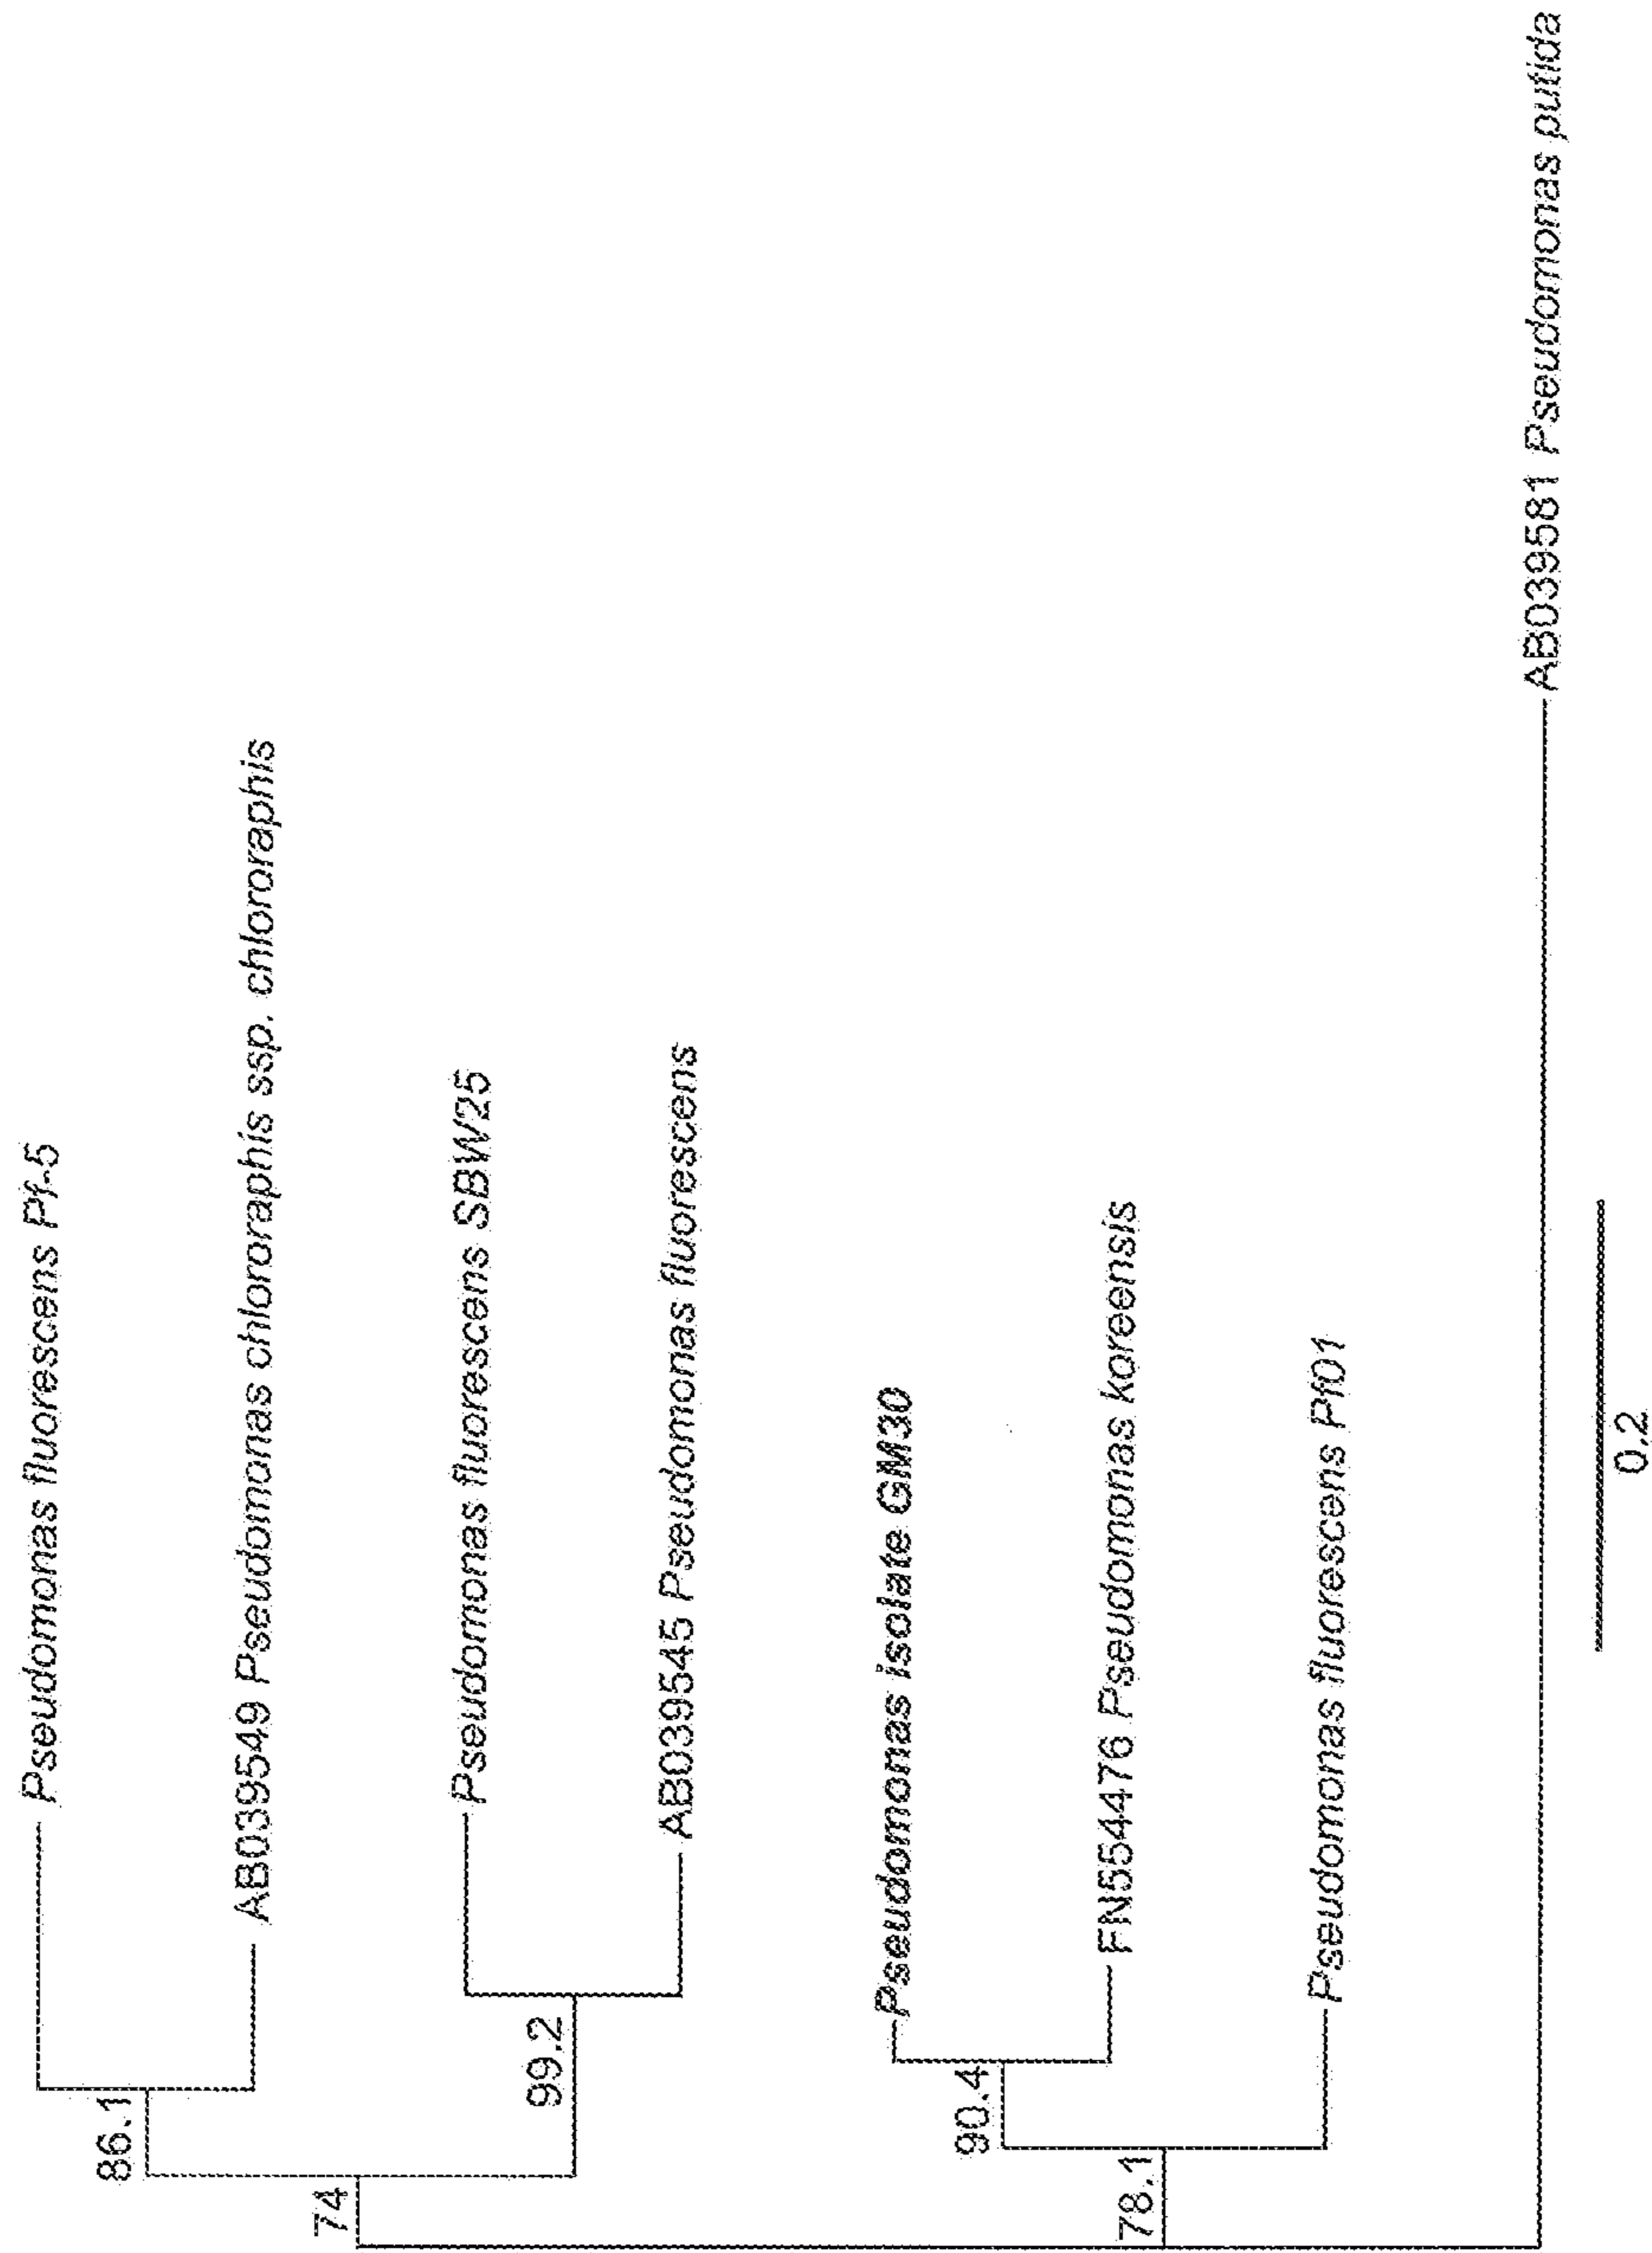 Pseudomonas fluorescens Pf-5
86.1
AB039549 Pseudomonas chlororaphis ssp. chlororaphis
74
Pseudomonas fluorescens SBW25
99.2
AB039545 Pseudomonas fluorescens
Pseudomonas isolate GM30
90.4
FN554476 Pseudomonas koreensis
78.1
Pseudomonas fluorescens Pf01
AB039581 Pseudomonas putida
0.2